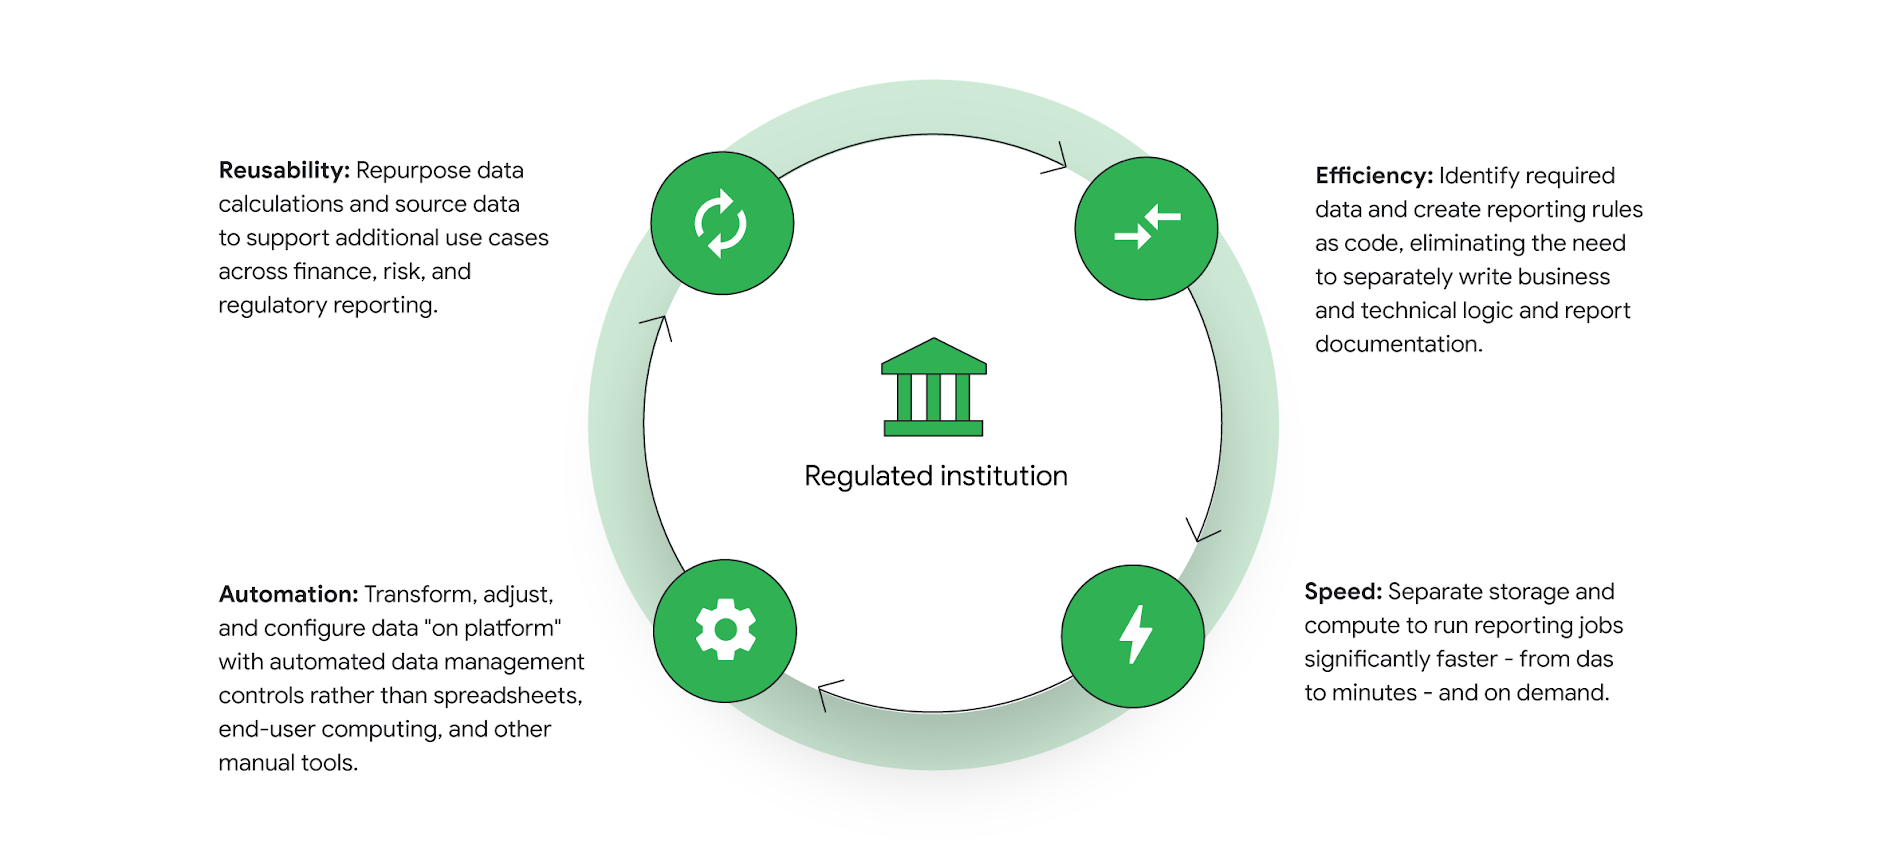 Reusability: Repurpose data
calculations and source data
to support additional use cases
across finance, risk, and
regulatory reporting.
Efficiency: Identify required
data and create reporting rules
as code, eliminating the need
to separately write business
and technical logic and report
documentation.
Regulated institution
Automation: Transform, adjust,
and configure data "on platform"
with automated data management
controls rather than spreadsheets,
end-user computing, and other
manual tools.
Speed: Separate storage and
compute to run reporting jobs
significantly faster - from das
to minutes - and on demand.